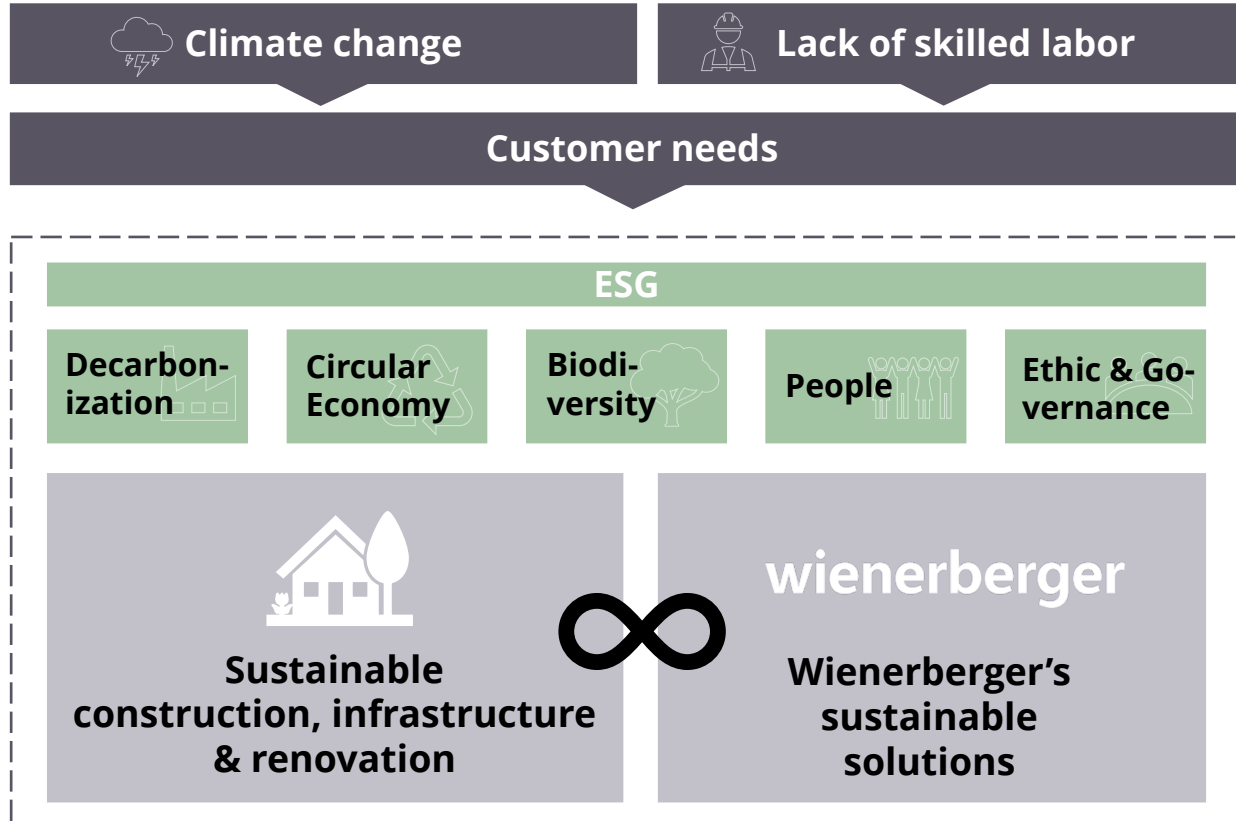 Climate change
Lack of skilled labor
Customer needs
ESG
Decarbon-
ization
Circular
Economy
Biodi-
versity
People
Ethic & Go-
vernance
wienerberger
Sustainable
construction, infrastructure
& renovation
Wienerberger’s
sustainable
solutions